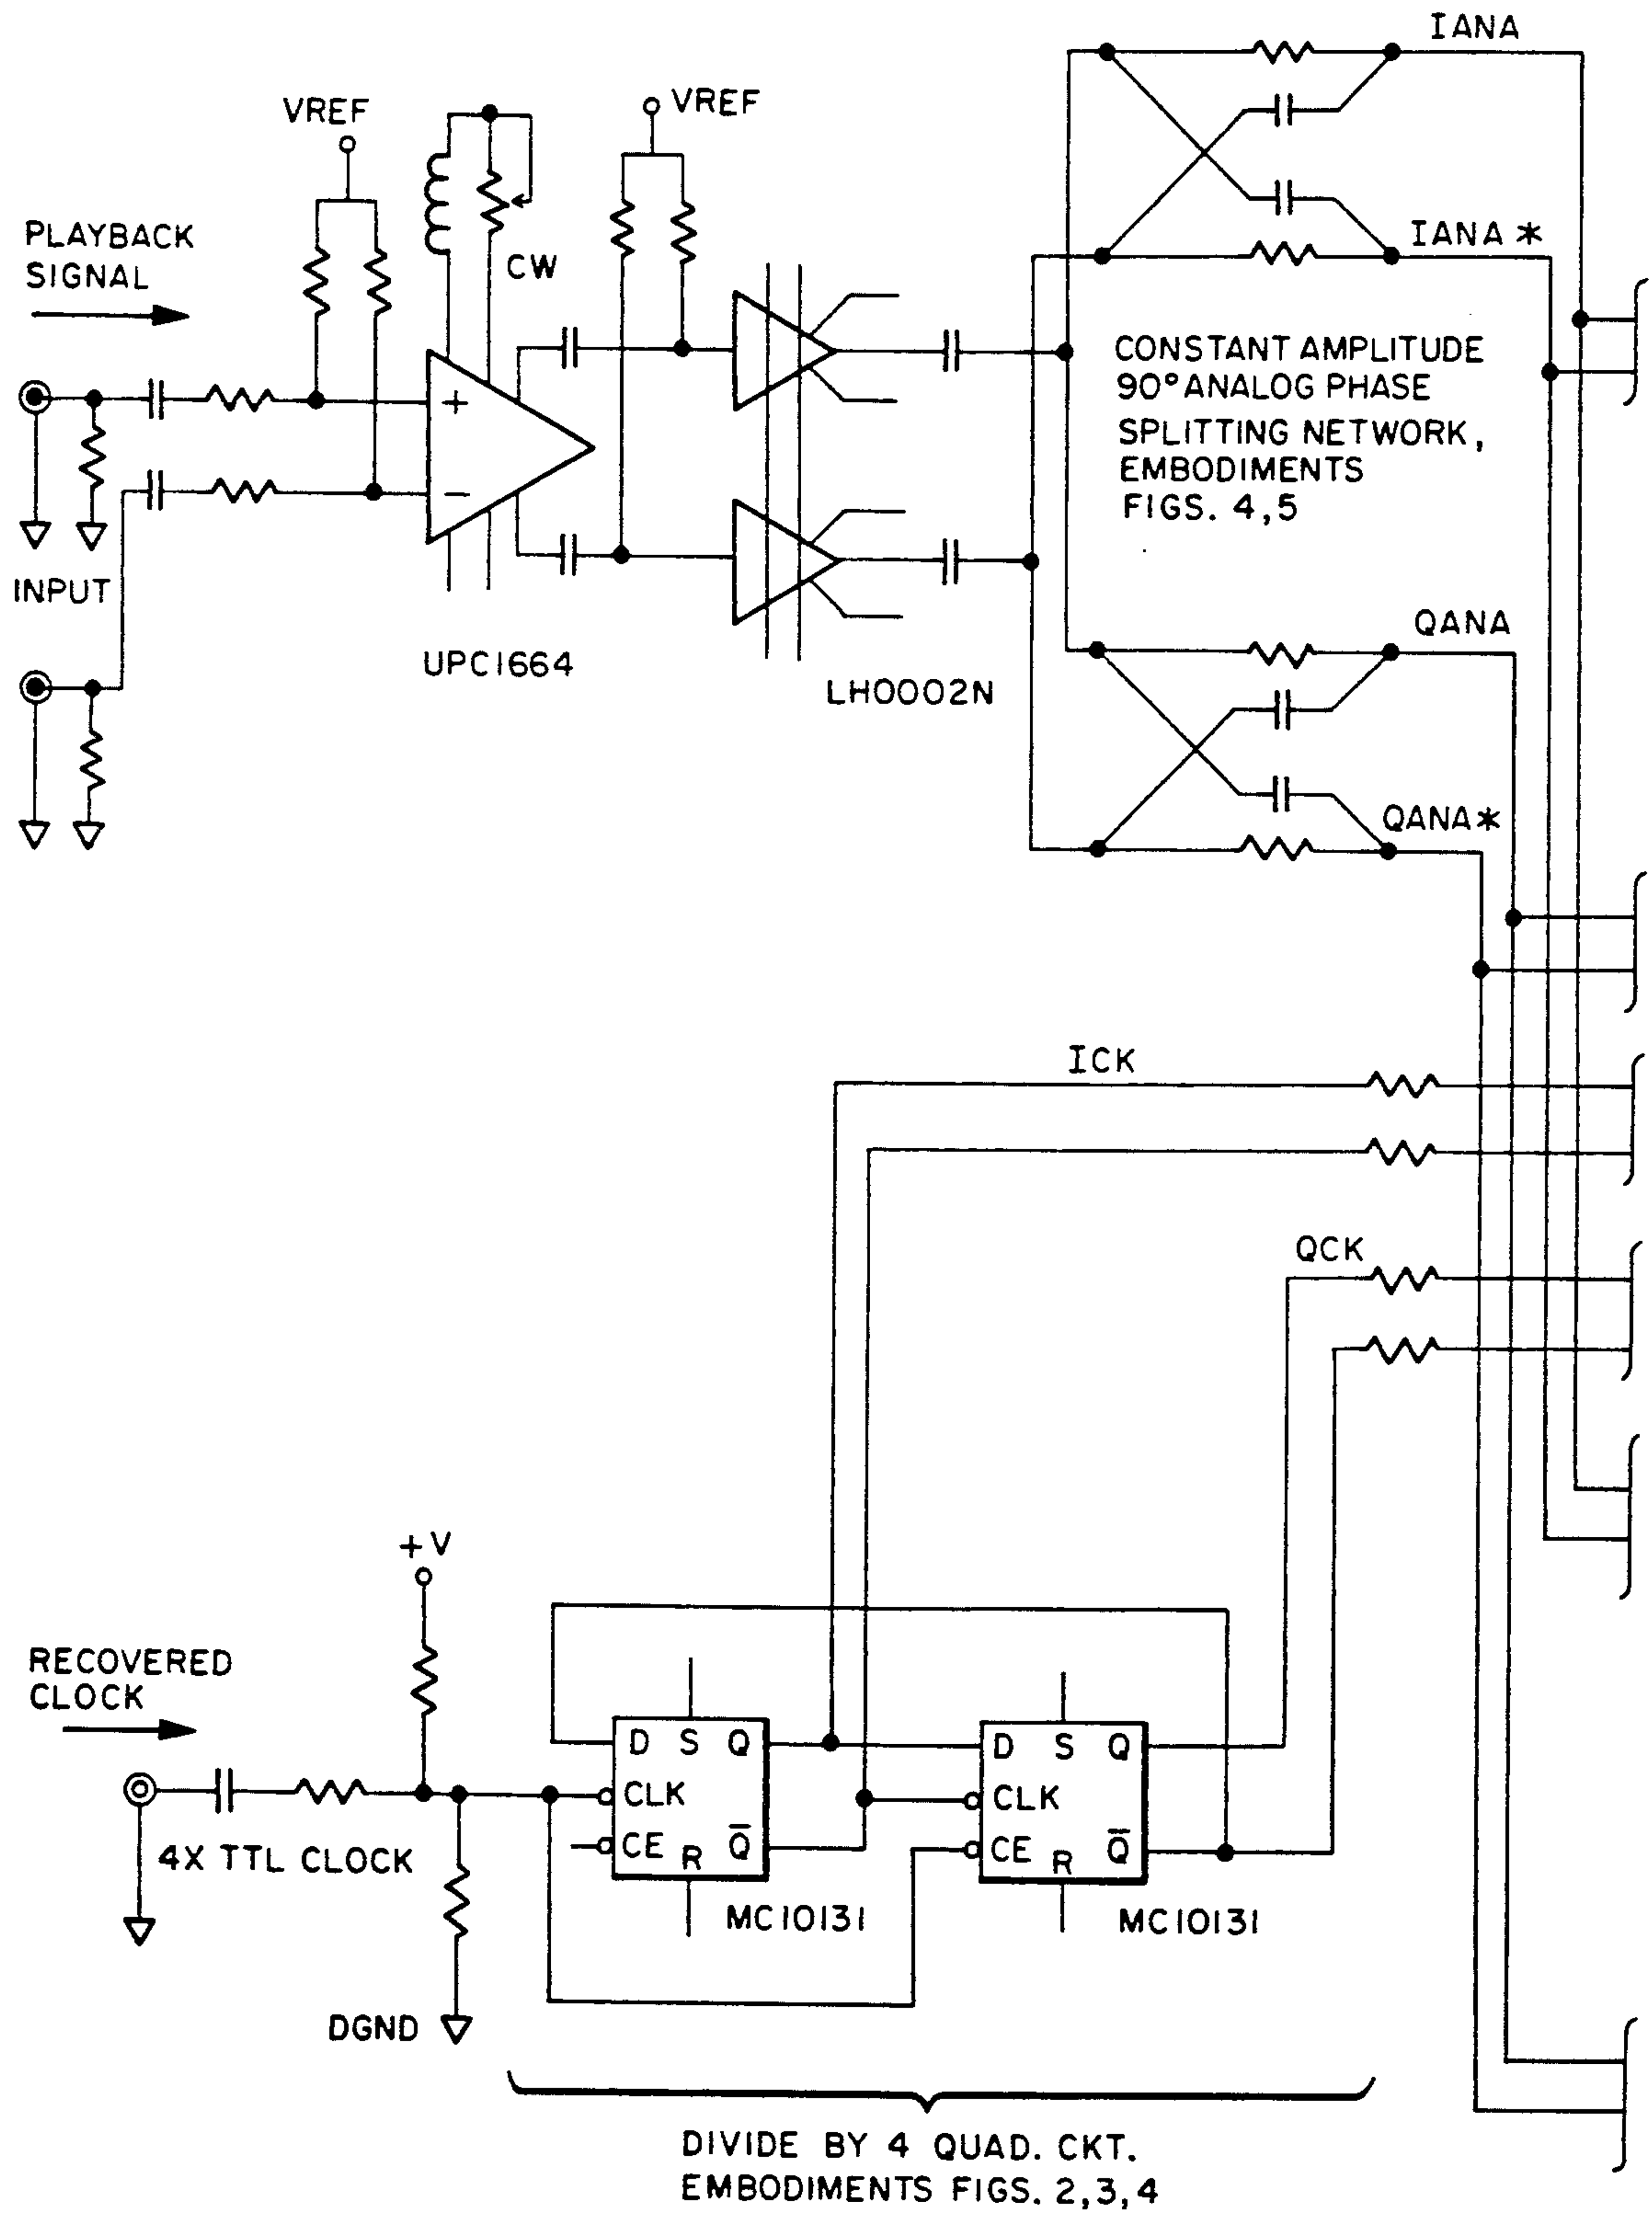 IANA
VREF
VREF
PLAYBACK
SIGNAL
CW
IANA*
+
CONSTANT AMPLITUDE
90° ANALOG PHASE
SPLITTING NETWORK,
EMBODIMENTS
FIGS. 4,5
−
INPUT
UPC1664
LH0002N
QANA
QANA*
ICK
QCK
+V
RECOVERED
CLOCK
D S Q
CLK
CE R Q̅
D S Q
CLK
CE R Q̅
4X TTL CLOCK
MC10131
MC10131
DGND
DIVIDE BY 4 QUAD. CKT.
EMBODIMENTS FIGS. 2,3,4